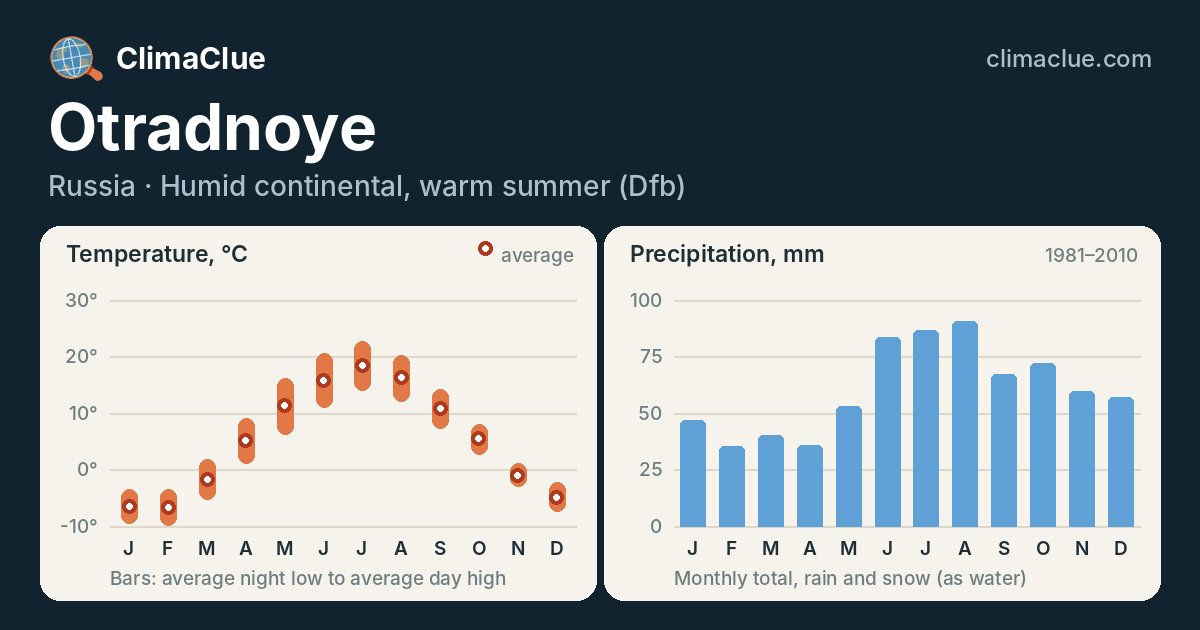 ClimaClue
climaclue.com
Otradnoye
Russia · Humid continental, warm summer (Dfb)
Temperature, °C
average
30°
20°
10°
0°
-10°
J F M A M J J A S O N D
Bars: average night low to average day high
Precipitation, mm
1981–2010
100
75
50
25
0
J F M A M J J A S O N D
Monthly total, rain and snow (as water)